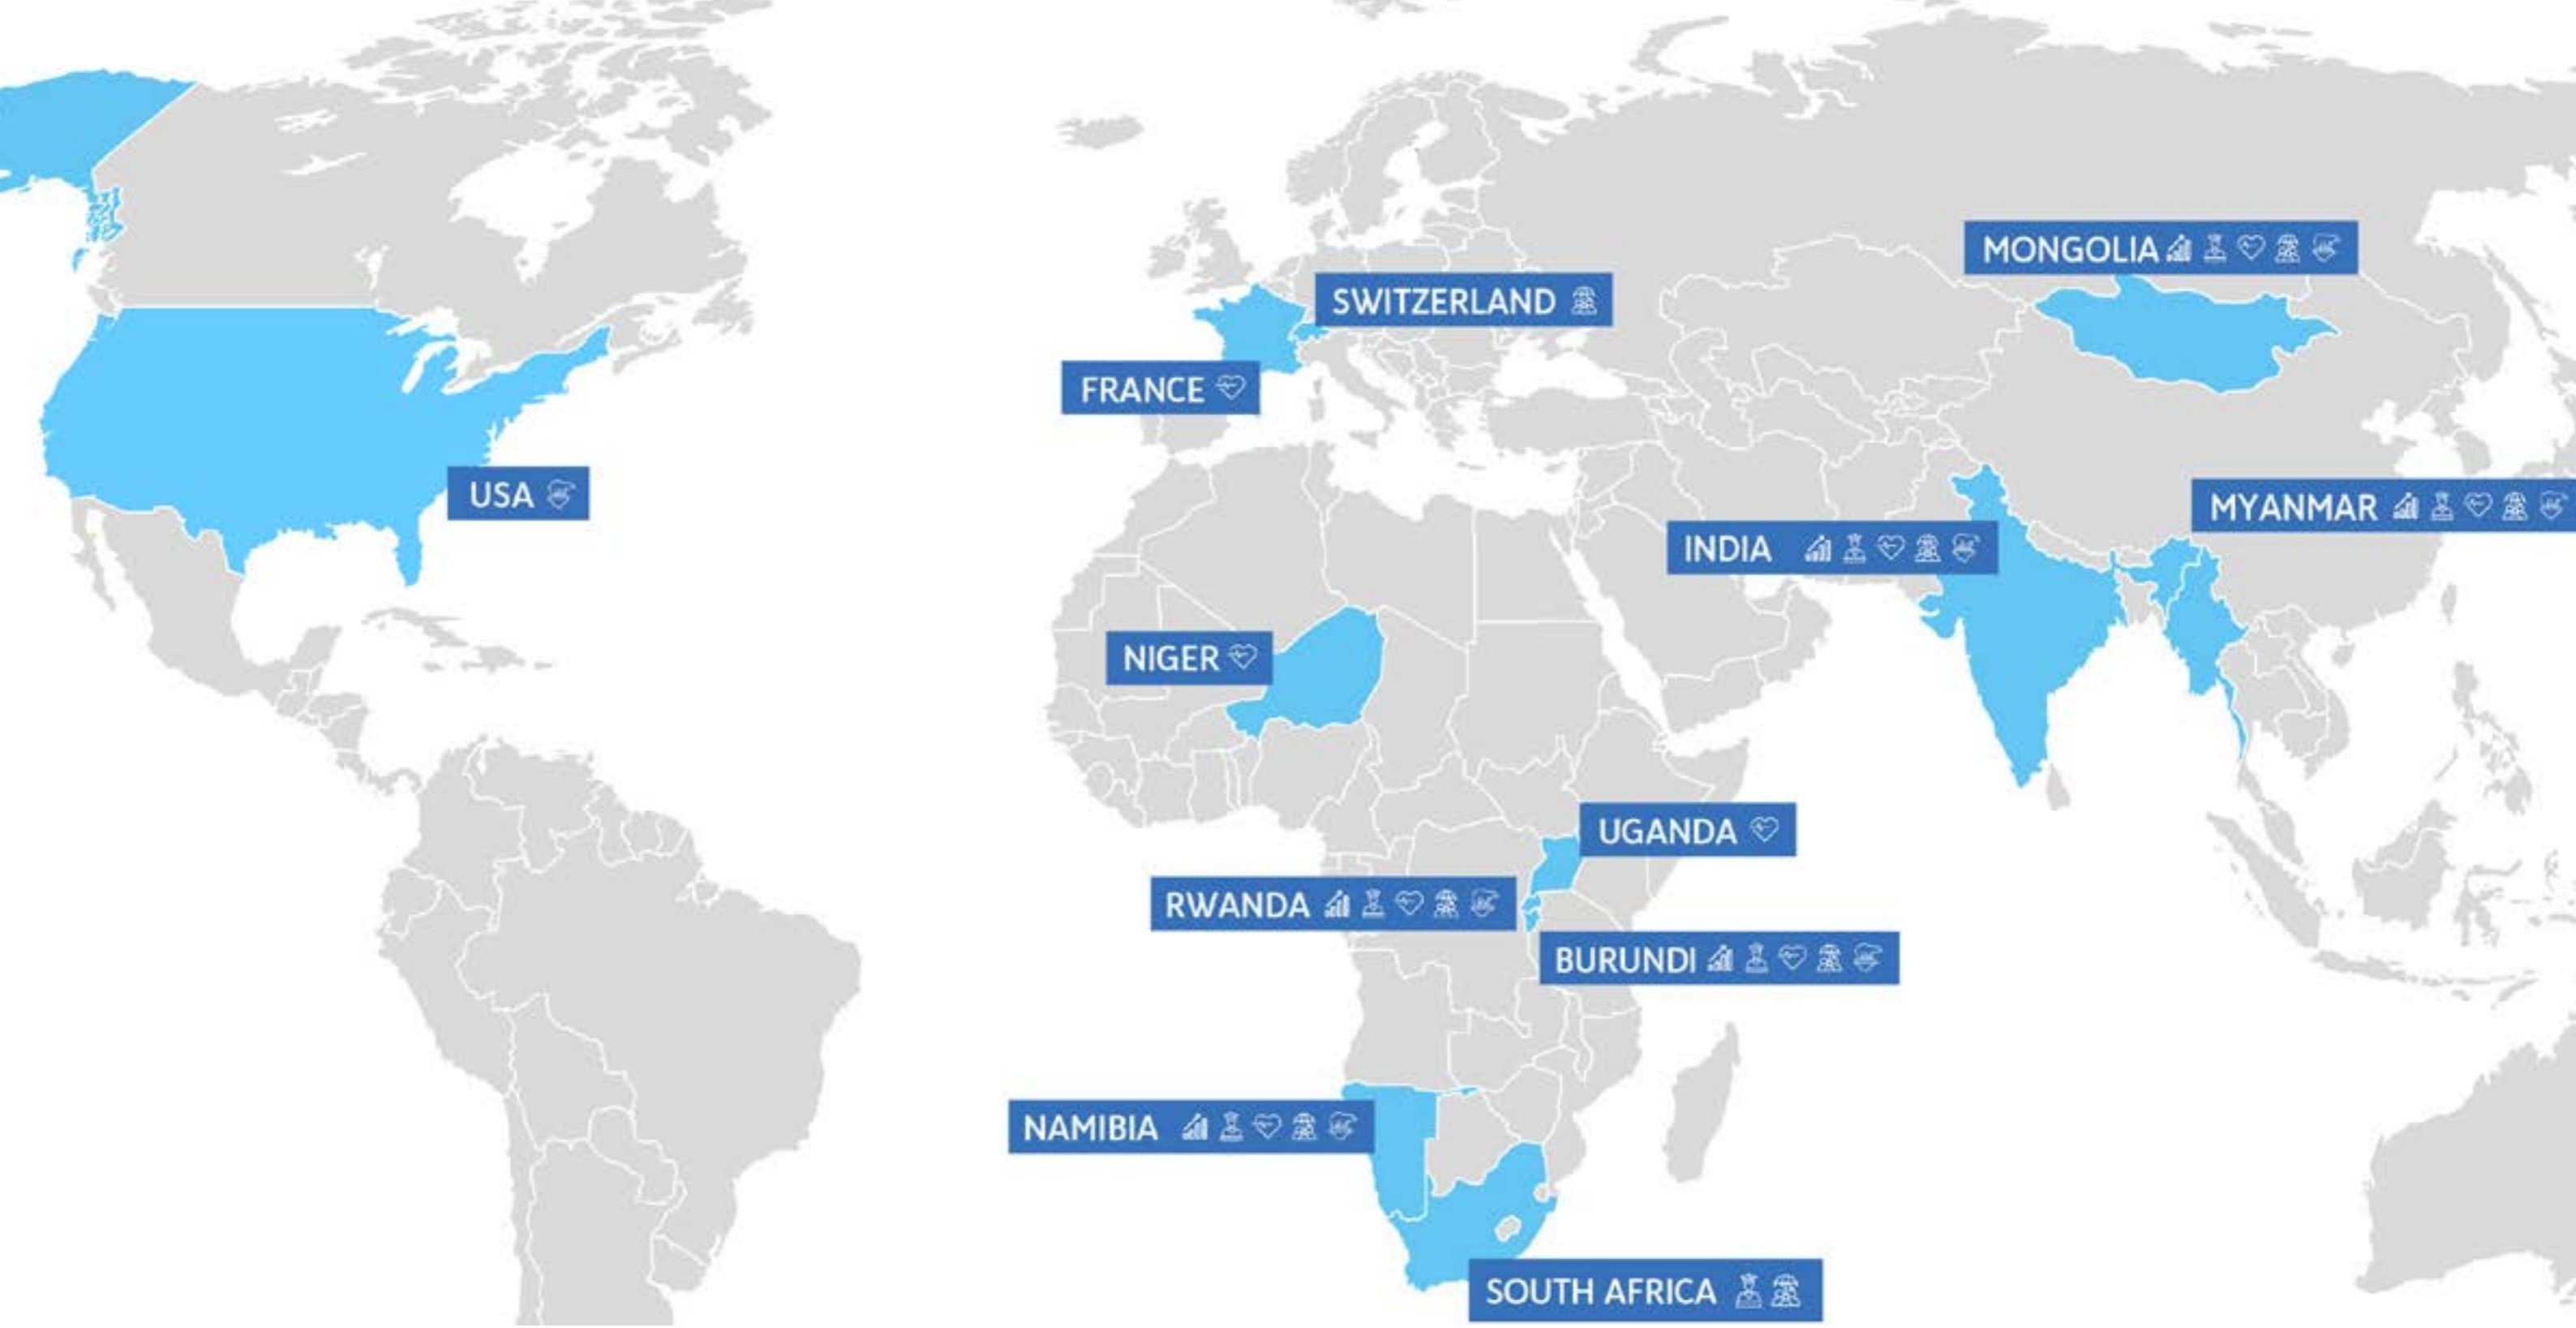 MONGOLIA
SWITZERLAND
FRANCE
USA
MYANMAR
INDIA
NIGER
UGANDA
RWANDA
BURUNDI
NAMIBIA
SOUTH AFRICA